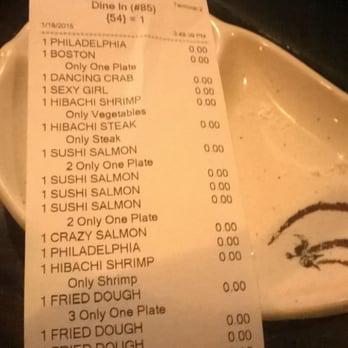 Dine In (#85)
(54) = 1
1/18/2015
1 PHILADELPHIA 0.00
1 BOSTON 0.00
Only One Plate
1 DANCING CRAB 0.00
1 SEXY GIRL 0.00
1 HIBACHI SHRIMP 0.00
Only Vegetables
1 HIBACHI STEAK 0.00
Only Steak
1 SUSHI SALMON 0.00
2 Only One Plate
1 SUSHI SALMON 0.00
1 SUSHI SALMON 0.00
1 SUSHI SALMON 0.00
2 Only One Plate
1 CRAZY SALMON 0.00
1 PHILADELPHIA 0.00
1 HIBACHI SHRIMP 0.00
Only Shrimp
1 FRIED DOUGH 0.00
3 Only One Plate
1 FRIED DOUGH 0.00
1 FRIED DOUGH 0.00